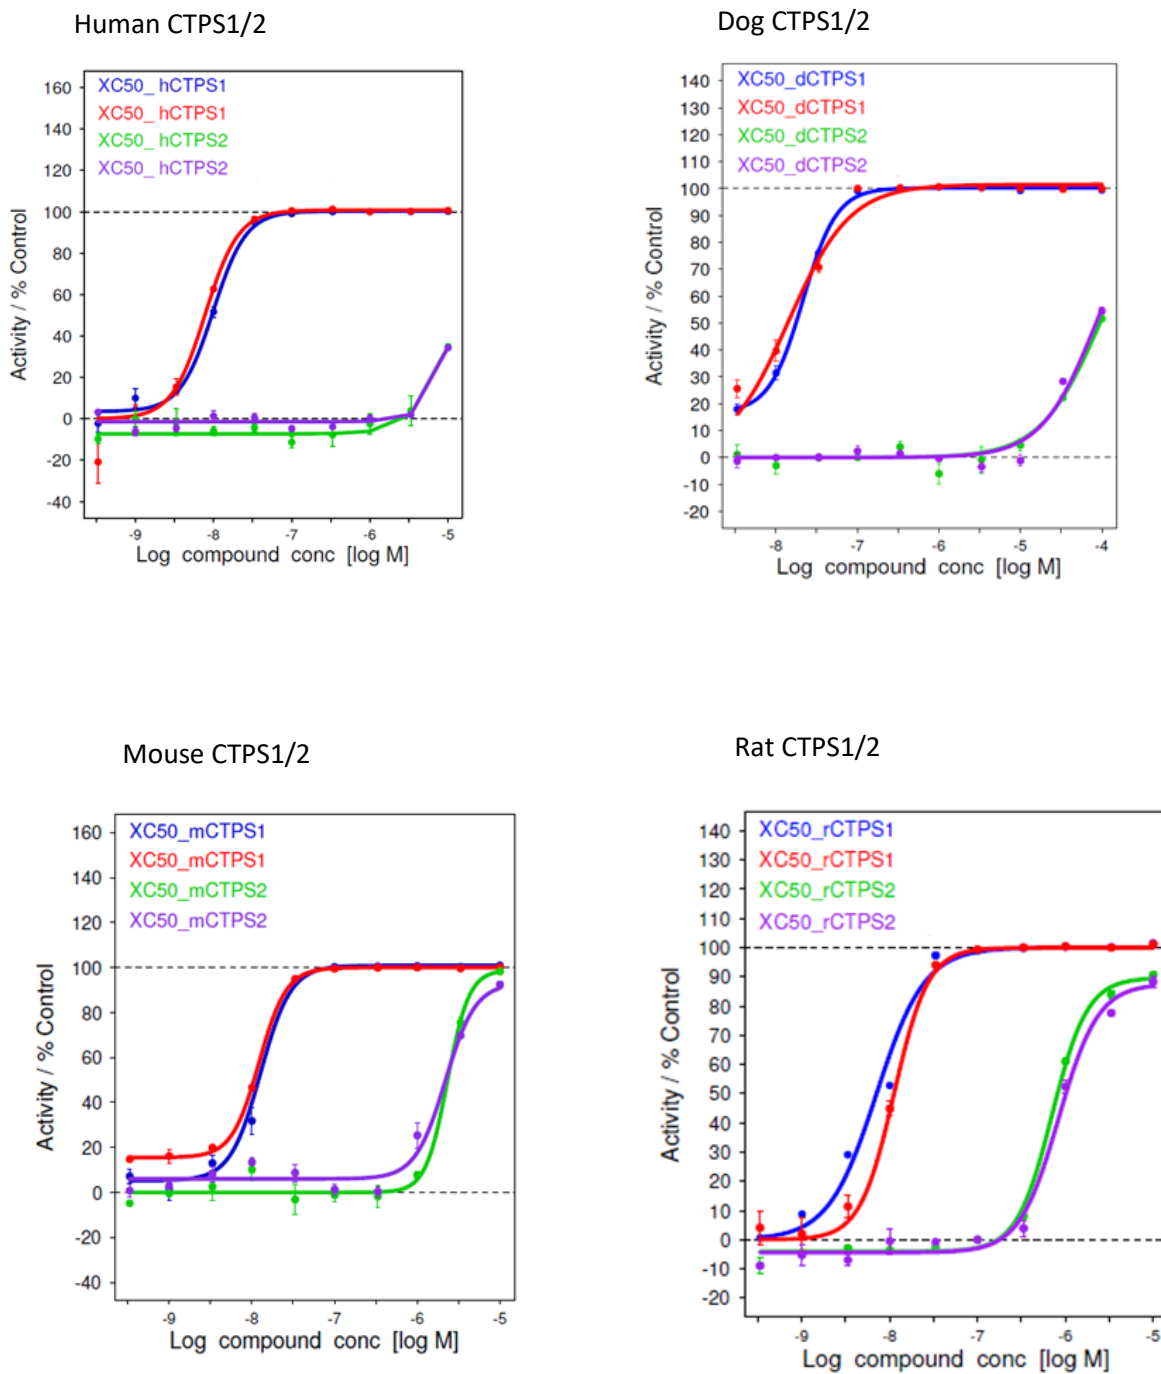 Human CTPS1/2
XC50_ hCTPS1
XC50_ hCTPS1
XC50_ hCTPS2
XC50_ hCTPS2
160
140
120
100
80
60
40
20
0
-20
-40
Activity / % Control
-9 -8 -7 -6 -5
Log compound conc [log M]
Dog CTPS1/2
XC50_dCTPS1
XC50_dCTPS1
XC50_dCTPS2
XC50_dCTPS2
140
130
120
110
100
90
80
70
60
50
40
30
20
10
0
-10
-20
Activity / % Control
-8 -7 -6 -5 -4
Log compound conc [log M]
Mouse CTPS1/2
XC50_mCTPS1
XC50_mCTPS1
XC50_mCTPS2
XC50_mCTPS2
160
140
120
100
80
60
40
20
0
-20
-40
Activity / % Control
-9 -8 -7 -6 -5
Log compound conc [log M]
Rat CTPS1/2
XC50_rCTPS1
XC50_rCTPS1
XC50_rCTPS2
XC50_rCTPS2
140
130
120
110
100
90
80
70
60
50
40
30
20
10
0
-10
-20
Activity / % Control
-9 -8 -7 -6 -5
Log compound conc [log M]